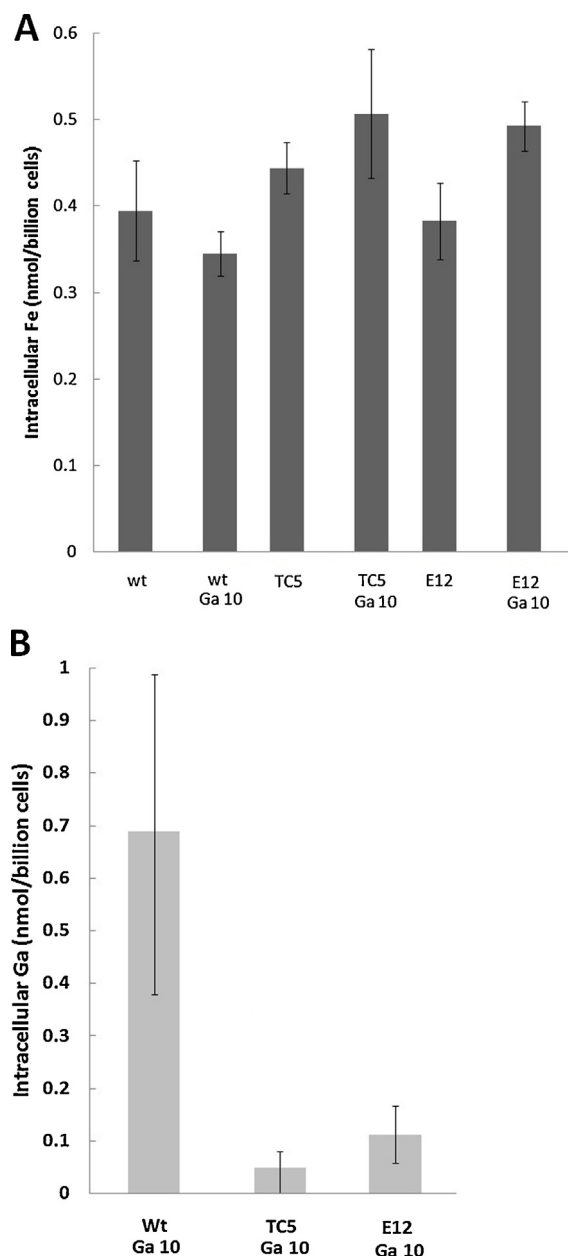 A
Intracellular Fe (nmol/billion cells)
0.6
0.5
0.4
0.3
0.2
0.1
0
wt
wt
Ga 10
TC5
TC5
Ga 10
E12
E12
Ga 10
B
Intracellular Ga (nmol/billion cells)
1
0.9
0.8
0.7
0.6
0.5
0.4
0.3
0.2
0.1
0
Wt
Ga 10
TC5
Ga 10
E12
Ga 10